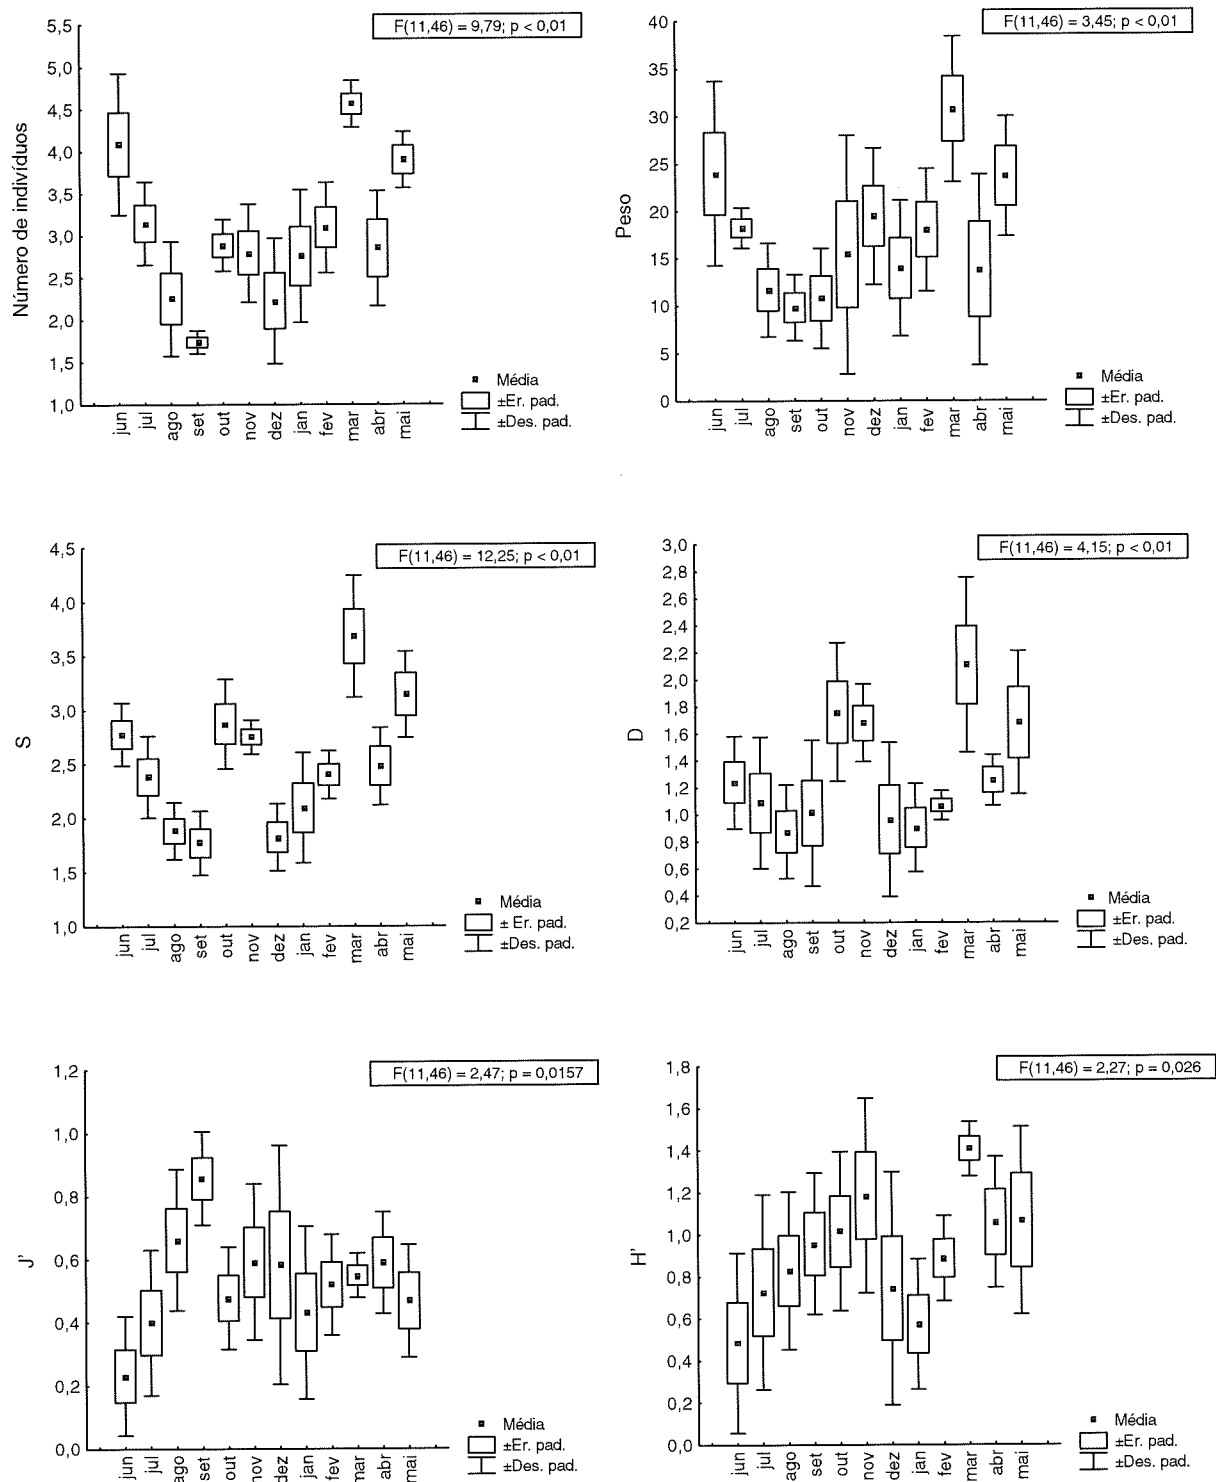 F(11,46) = 9,79; p < 0,01
Número de indivíduos
5,5
5,0
4,5
4,0
3,5
3,0
2,5
2,0
1,5
1,0
jun
jul
ago
set
out
nov
dez
jan
fev
mar
abr
mai
Média
±Er. pad.
±Des. pad.
F(11,46) = 3,45; p < 0,01
Peso
40
35
30
25
20
15
10
5
0
jun
jul
ago
set
out
nov
dez
jan
fev
mar
abr
mai
Média
±Er. pad.
±Des. pad.
F(11,46) = 12,25; p < 0,01
S
4,5
4,0
3,5
3,0
2,5
2,0
1,5
1,0
jun
jul
ago
set
out
nov
dez
jan
fev
mar
abr
mai
Média
± Er. pad.
±Des. pad.
F(11,46) = 4,15; p < 0,01
D
3,0
2,8
2,6
2,4
2,2
2,0
1,8
1,6
1,4
1,2
1,0
0,8
0,6
0,4
0,2
jun
jul
ago
set
out
nov
dez
jan
fev
mar
abr
mai
Média
±Er. pad.
±Des. pad.
F(11,46) = 2,47; p = 0,0157
J'
1,2
1,0
0,8
0,6
0,4
0,2
0,0
jun
jul
ago
set
out
nov
dez
jan
fev
mar
abr
mai
Média
±Er. pad.
±Des. pad.
F(11,46) = 2,27; p = 0,026
H'
1,8
1,6
1,4
1,2
1,0
0,8
0,6
0,4
0,2
0,0
jun
jul
ago
set
out
nov
dez
jan
fev
mar
abr
mai
Média
±Er. pad.
±Des. pad.